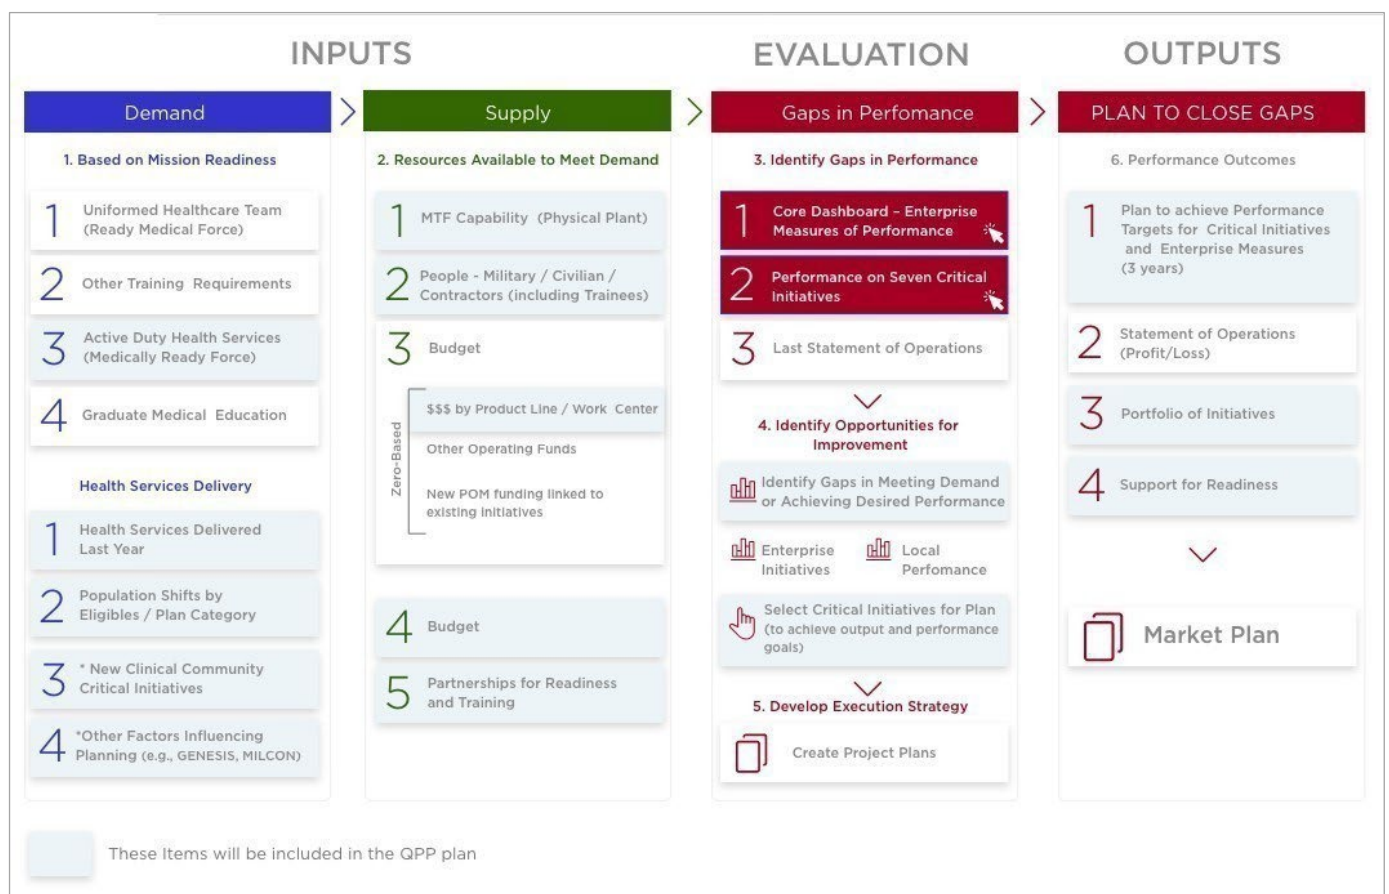 INPUTS
EVALUATION
OUTPUTS
Demand
Supply
Gaps in Perfomance
PLAN TO CLOSE GAPS
1. Based on Mission Readiness
1
Uniformed Healthcare Team
(Ready Medical Force)
2
Other Training Requirements
3
Active Duty Health Services
(Medically Ready Force)
4
Graduate Medical Education
Health Services Delivery
1
Health Services Delivered
Last Year
2
Population Shifts by
Eligibles / Plan Category
3
* New Clinical Community
Critical Initiatives
4
*Other Factors Influencing
Planning (e.g., GENESIS, MILCON)
2. Resources Available to Meet Demand
1
MTF Capability (Physical Plant)
2
People - Military / Civilian /
Contractors (including Trainees)
3
Budget
Zero-Based
$$$ by Product Line / Work Center
Other Operating Funds
New POM funding linked to
existing initiatives
4
Budget
5
Partnerships for Readiness
and Training
3. Identify Gaps in Performance
1
Core Dashboard – Enterprise
Measures of Performance
2
Performance on Seven Critical
Initiatives
3
Last Statement of Operations
4. Identify Opportunities for
Improvement
Identify Gaps in Meeting Demand
or Achieving Desired Performance
Enterprise
Initiatives
Local
Perfomance
Select Critical Initiatives for Plan
(to achieve output and performance
goals)
5. Develop Execution Strategy
Create Project Plans
6. Performance Outcomes
1
Plan to achieve Performance
Targets for Critical Initiatives
and Enterprise Measures
(3 years)
2
Statement of Operations
(Profit/Loss)
3
Portfolio of Initiatives
4
Support for Readiness
Market Plan
These Items will be included in the QPP plan